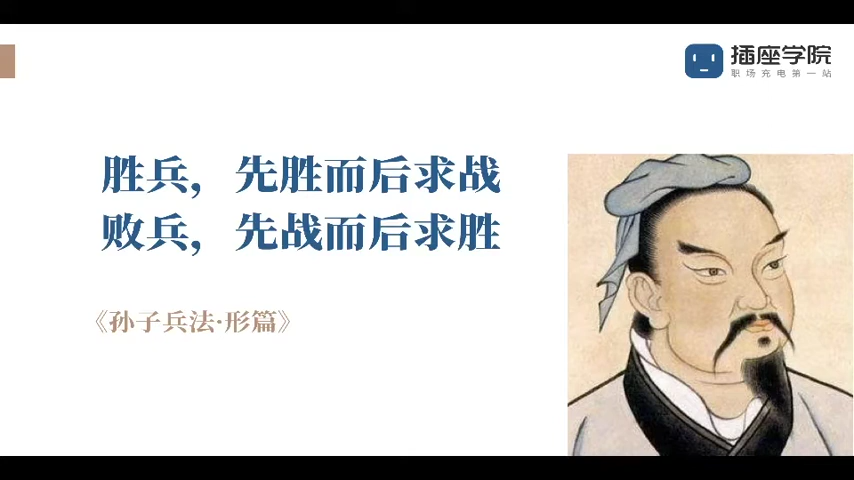 插座学院
职场充电第一站
胜兵，先胜而后求战
败兵，先战而后求胜
《孙子兵法·形篇》